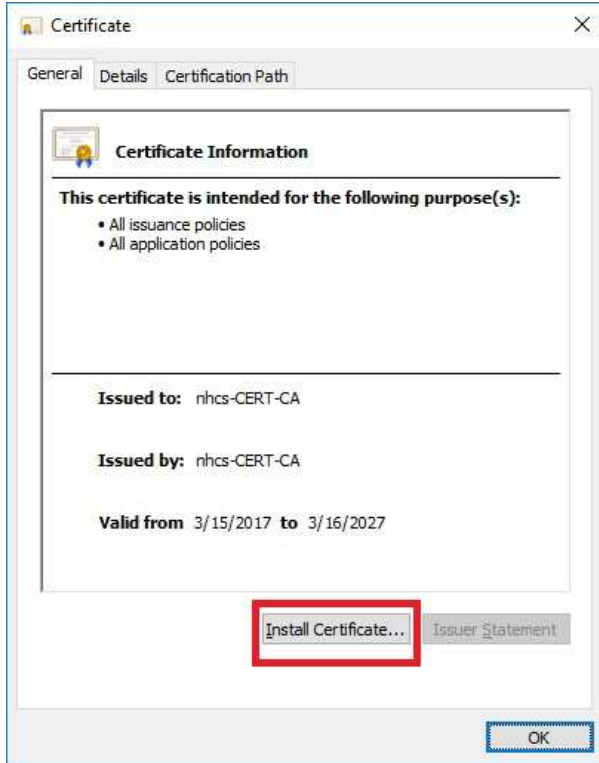 Certificate
General Details Certification Path
Certificate Information
This certificate is intended for the following purpose(s):
• All issuance policies
• All application policies
Issued to: nhcs-CERT-CA
Issued by: nhcs-CERT-CA
Valid from 3/15/2017 to 3/16/2027
Install Certificate... Issuer Statement
OK